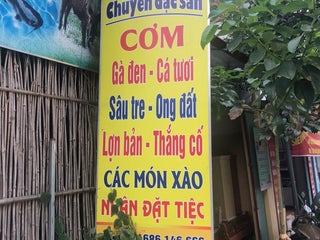 Chuyên đặc sản
CƠM
Gà đen - Cá tươi
Sâu tre - Ong đất
Lợn bản - Thắng cố
CÁC MÓN XÀO
NHẬN ĐẶT TIỆC